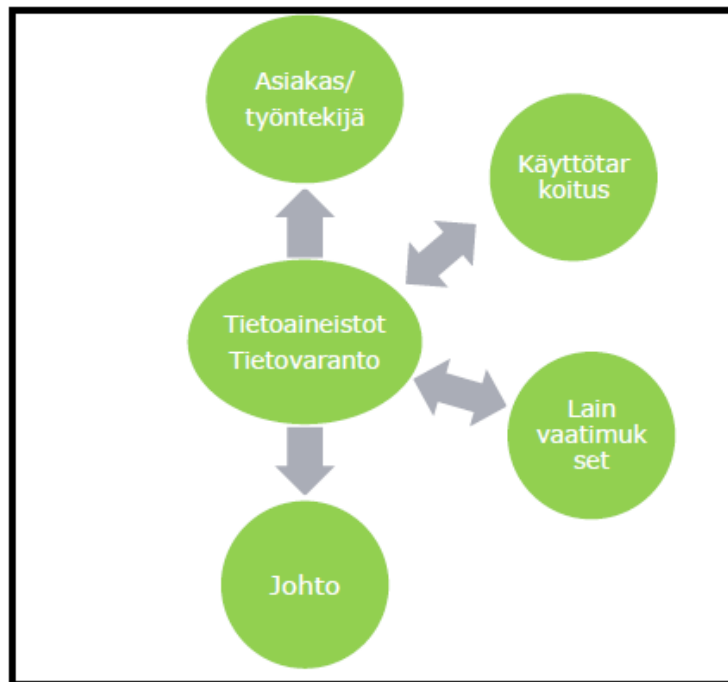 Asiakas/
työntekijä
Käyttötar
koitus
Tietoaineistot
Tietovaranto
Lain
vaatimuk
set
Johto